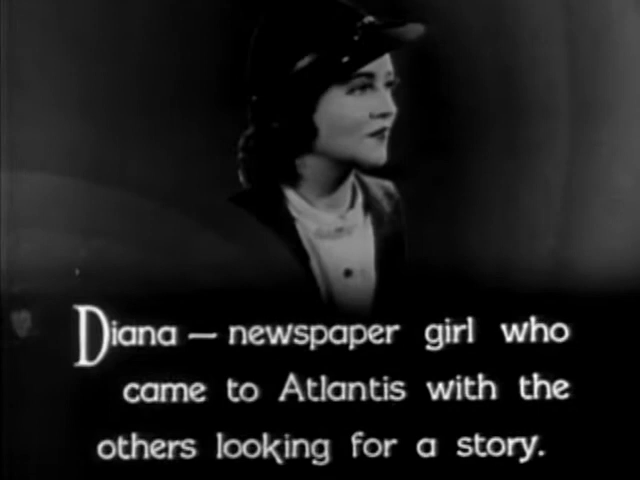 Diana — newspaper girl who
came to Atlantis with the
others looking for a story.